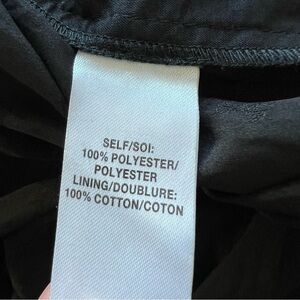 SELF/SOI:
100% POLYESTER/
POLYESTER
LINING/DOUBLURE:
100% COTTON/COTON